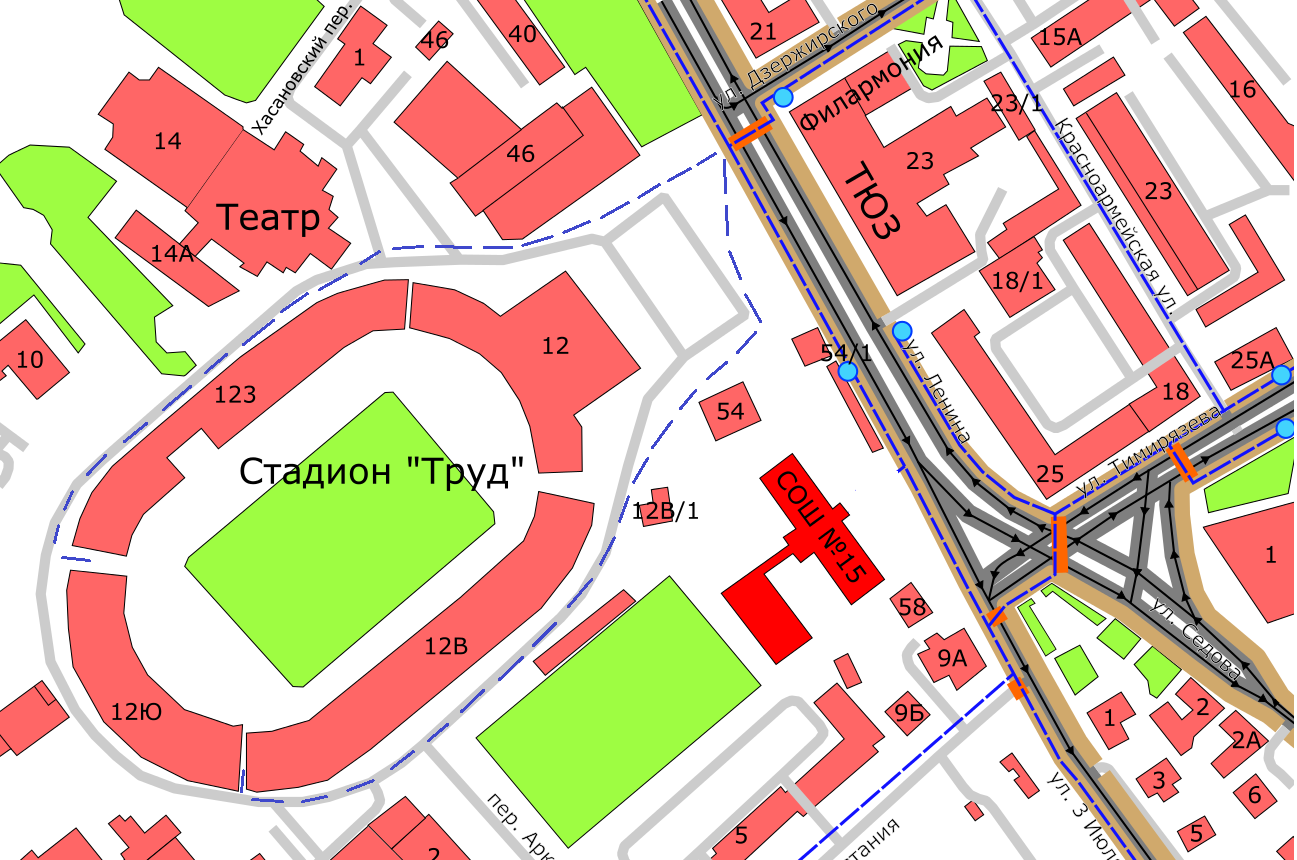 Хасановский пер.
1
46
40
21
ул. Дзержирского
15А
16
14
46
Филармония
23/1
23
ТЮЗ
Красноармейская ул.
23
Театр
14А
18/1
10
123
12
54/1
ул. Ленина
25А
18
54
ул. Тимирязева
25
Стадион "Труд"
12В/1
СОШ №15
1
58
ул. Седова
12В
9А
12Ю
9Б
1
2
2А
3
6
5
5
ул. 3 Июл
пер. Ар
тания
2